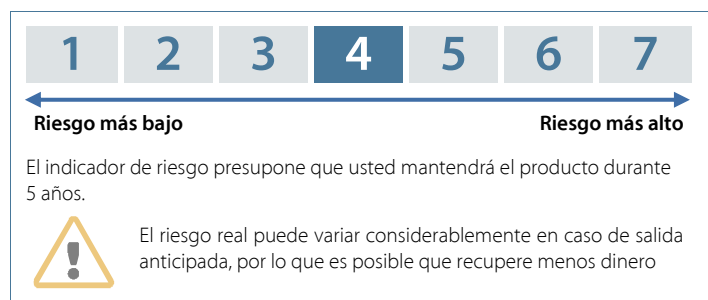 1 2 3 4 5 6 7
Riesgo más bajo Riesgo más alto
El indicador de riesgo presupone que usted mantendrá el producto durante
5 años.
El riesgo real puede variar considerablemente en caso de salida
anticipada, por lo que es posible que recupere menos dinero